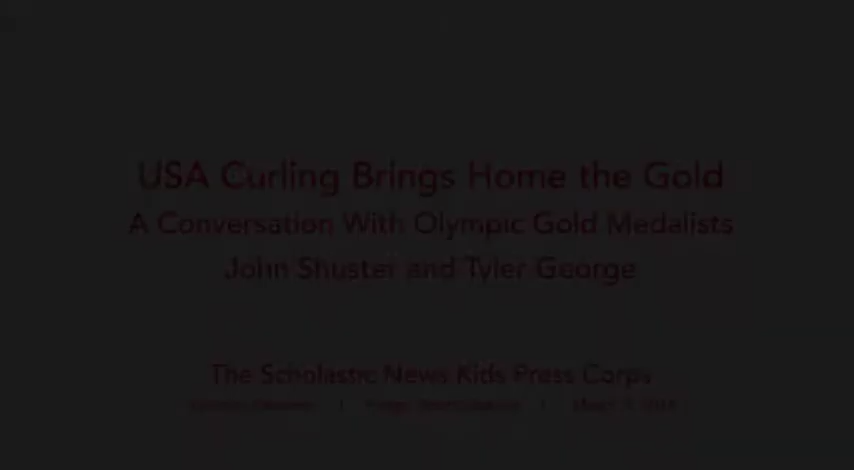 USA Curling Brings Home the Gold
A Conversation With Olympic Gold Medalists
John Shuster and Tyler George
The Scholastic News Kids Press Corps